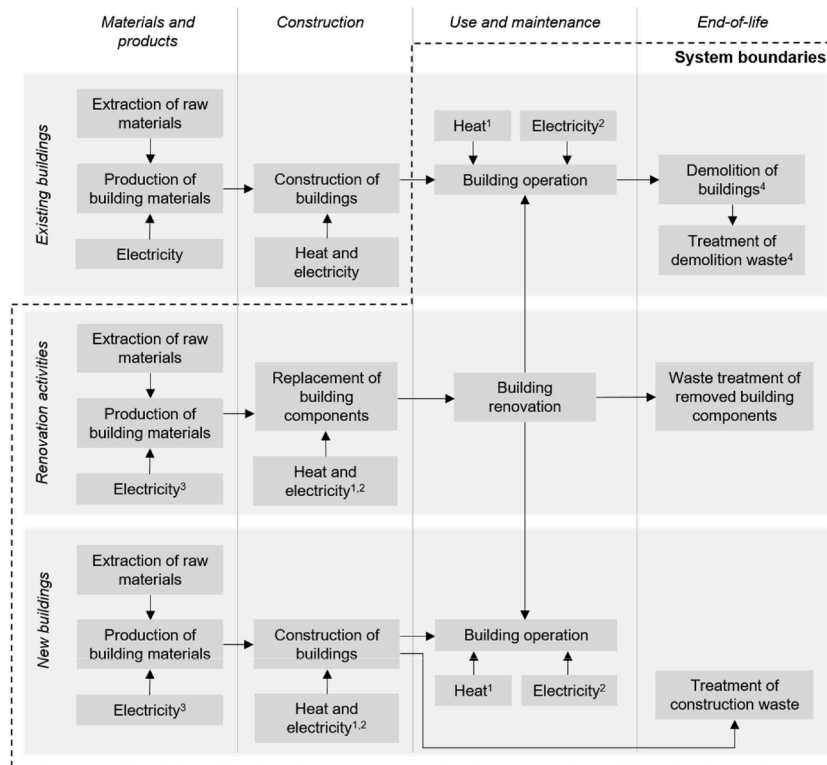 Materials and
products
Construction
Use and maintenance
End-of-life
System boundaries
Existing buildings
Extraction of raw
materials
Production of
building materials
Electricity
Construction of
buildings
Heat and
electricity
Heat¹
Electricity²
Building operation
Demolition of
buildings⁴
Treatment of
demolition waste⁴
Renovation activities
Extraction of raw
materials
Production of
building materials
Electricity³
Replacement of
building
components
Heat and
electricity¹,²
Building
renovation
Waste treatment of
removed building
components
New buildings
Extraction of raw
materials
Production of
building materials
Electricity³
Construction of
buildings
Heat and
electricity¹,²
Building operation
Heat¹
Electricity²
Treatment of
construction waste